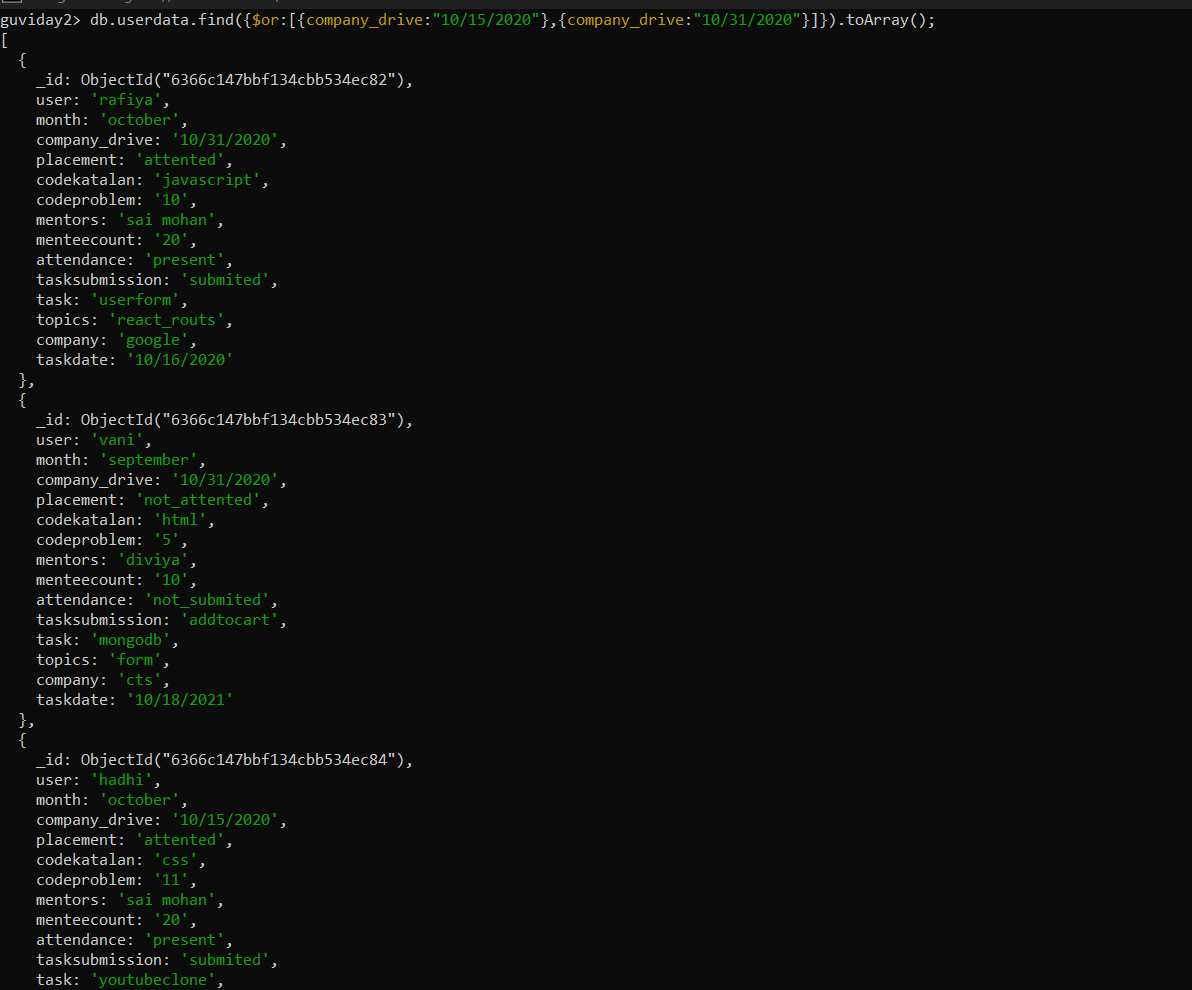 guviday2> db.userdata.find({$or:[{company_drive:"10/15/2020"},{company_drive:"10/31/2020"}]}).toArray();
[
  {
    _id: ObjectId("6366c147bbf134cbb534ec82"),
    user: 'rafiya',
    month: 'october',
    company_drive: '10/31/2020',
    placement: 'attented',
    codekatalan: 'javascript',
    codeproblem: '10',
    mentors: 'sai mohan',
    menteecount: '20',
    attendance: 'present',
    tasksubmission: 'submited',
    task: 'userform',
    topics: 'react_routs',
    company: 'google',
    taskdate: '10/16/2020'
  },
  {
    _id: ObjectId("6366c147bbf134cbb534ec83"),
    user: 'vani',
    month: 'september',
    company_drive: '10/31/2020',
    placement: 'not_attented',
    codekatalan: 'html',
    codeproblem: '5',
    mentors: 'diviya',
    menteecount: '10',
    attendance: 'not_submited',
    tasksubmission: 'addtocart',
    task: 'mongodb',
    topics: 'form',
    company: 'cts',
    taskdate: '10/18/2021'
  },
  {
    _id: ObjectId("6366c147bbf134cbb534ec84"),
    user: 'hadhi',
    month: 'october',
    company_drive: '10/15/2020',
    placement: 'attented',
    codekatalan: 'css',
    codeproblem: '11',
    mentors: 'sai mohan',
    menteecount: '20',
    attendance: 'present',
    tasksubmission: 'submited',
    task: 'youtubeclone',